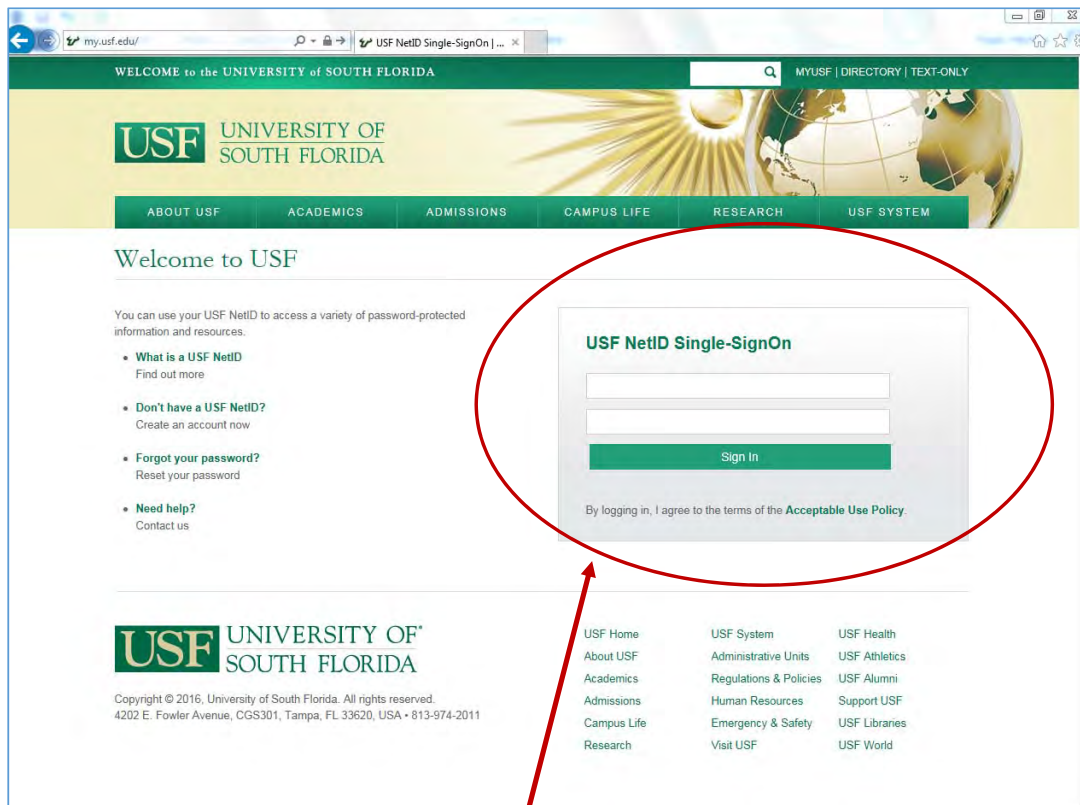 my.usf.edu/
USF NetID Single-SignOn | ...
WELCOME to the UNIVERSITY of SOUTH FLORIDA
MYUSF | DIRECTORY | TEXT-ONLY
USF UNIVERSITY OF
SOUTH FLORIDA
ABOUT USF ACADEMICS ADMISSIONS CAMPUS LIFE RESEARCH USF SYSTEM
Welcome to USF
You can use your USF NetID to access a variety of password-protected
information and resources.
What is a USF NetID
Find out more
Don't have a USF NetID?
Create an account now
Forgot your password?
Reset your password
Need help?
Contact us
USF NetID Single-SignOn
Sign In
By logging in, I agree to the terms of the Acceptable Use Policy.
USF UNIVERSITY OF
SOUTH FLORIDA
Copyright © 2016, University of South Florida. All rights reserved.
4202 E. Fowler Avenue, CGS301, Tampa, FL 33620, USA • 813-974-2011
USF Home
About USF
Academics
Admissions
Campus Life
Research
USF System
Administrative Units
Regulations & Policies
Human Resources
Emergency & Safety
Visit USF
USF Health
USF Athletics
USF Alumni
Support USF
USF Libraries
USF World